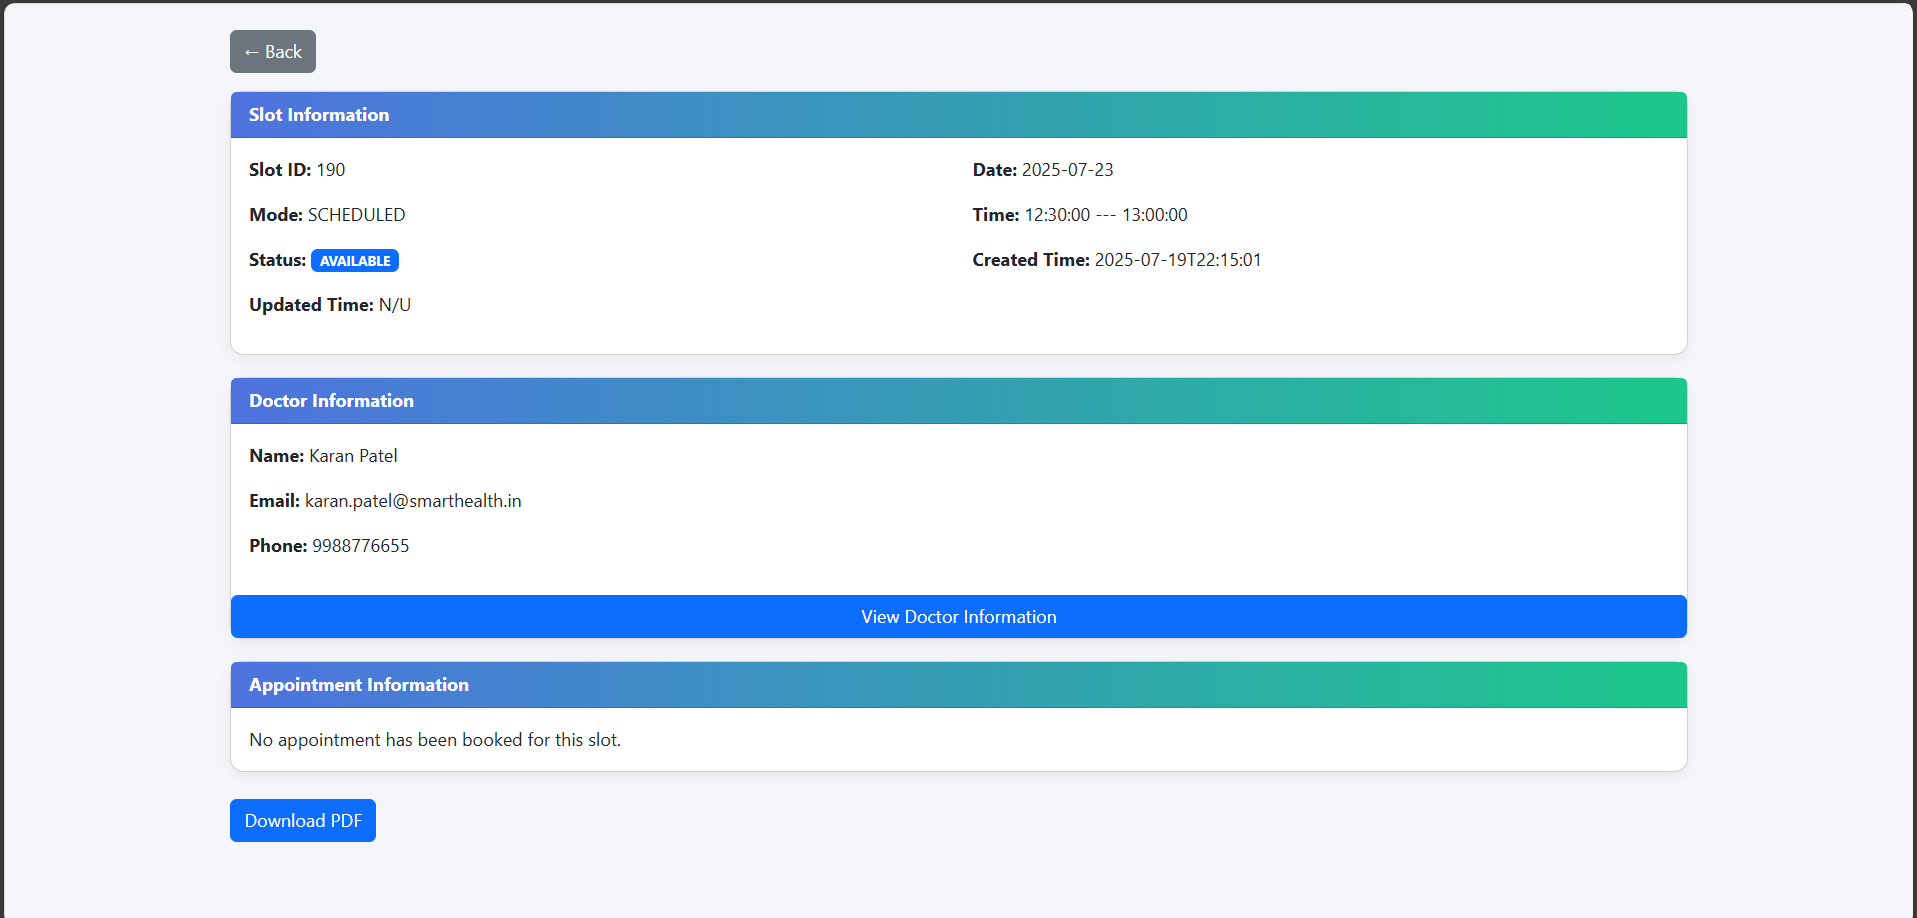 ← Back
Slot Information
Slot ID: 190
Date: 2025-07-23
Mode: SCHEDULED
Time: 12:30:00 --- 13:00:00
Status: AVAILABLE
Created Time: 2025-07-19T22:15:01
Updated Time: N/U
Doctor Information
Name: Karan Patel
Email: karan.patel@smarthealth.in
Phone: 9988776655
View Doctor Information
Appointment Information
No appointment has been booked for this slot.
Download PDF